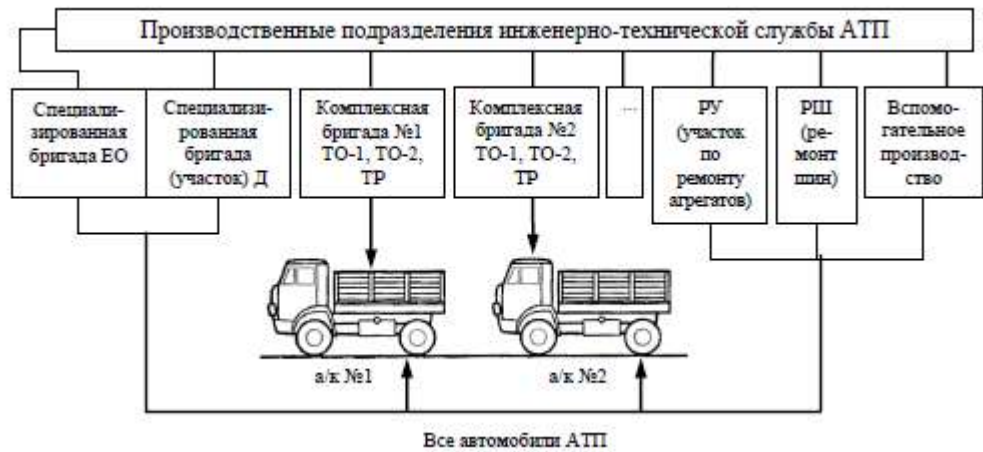 Производственные подразделения инженерно-технической службы АТП
Специали-
зированная
бригада ЕО
Специализи-
рованная
бригада
(участок) Д
Комплексная
бригада №1
ТО-1, ТО-2,
ТР
Комплексная
бригада №2
ТО-1, ТО-2,
ТР
...
РУ
(участок
по
ремонту
агрегатов)
РШ
(ре-
монт
шин)
Вспомо-
гательное
производ-
ство
а/к №1
а/к №2
Все автомобили АТП